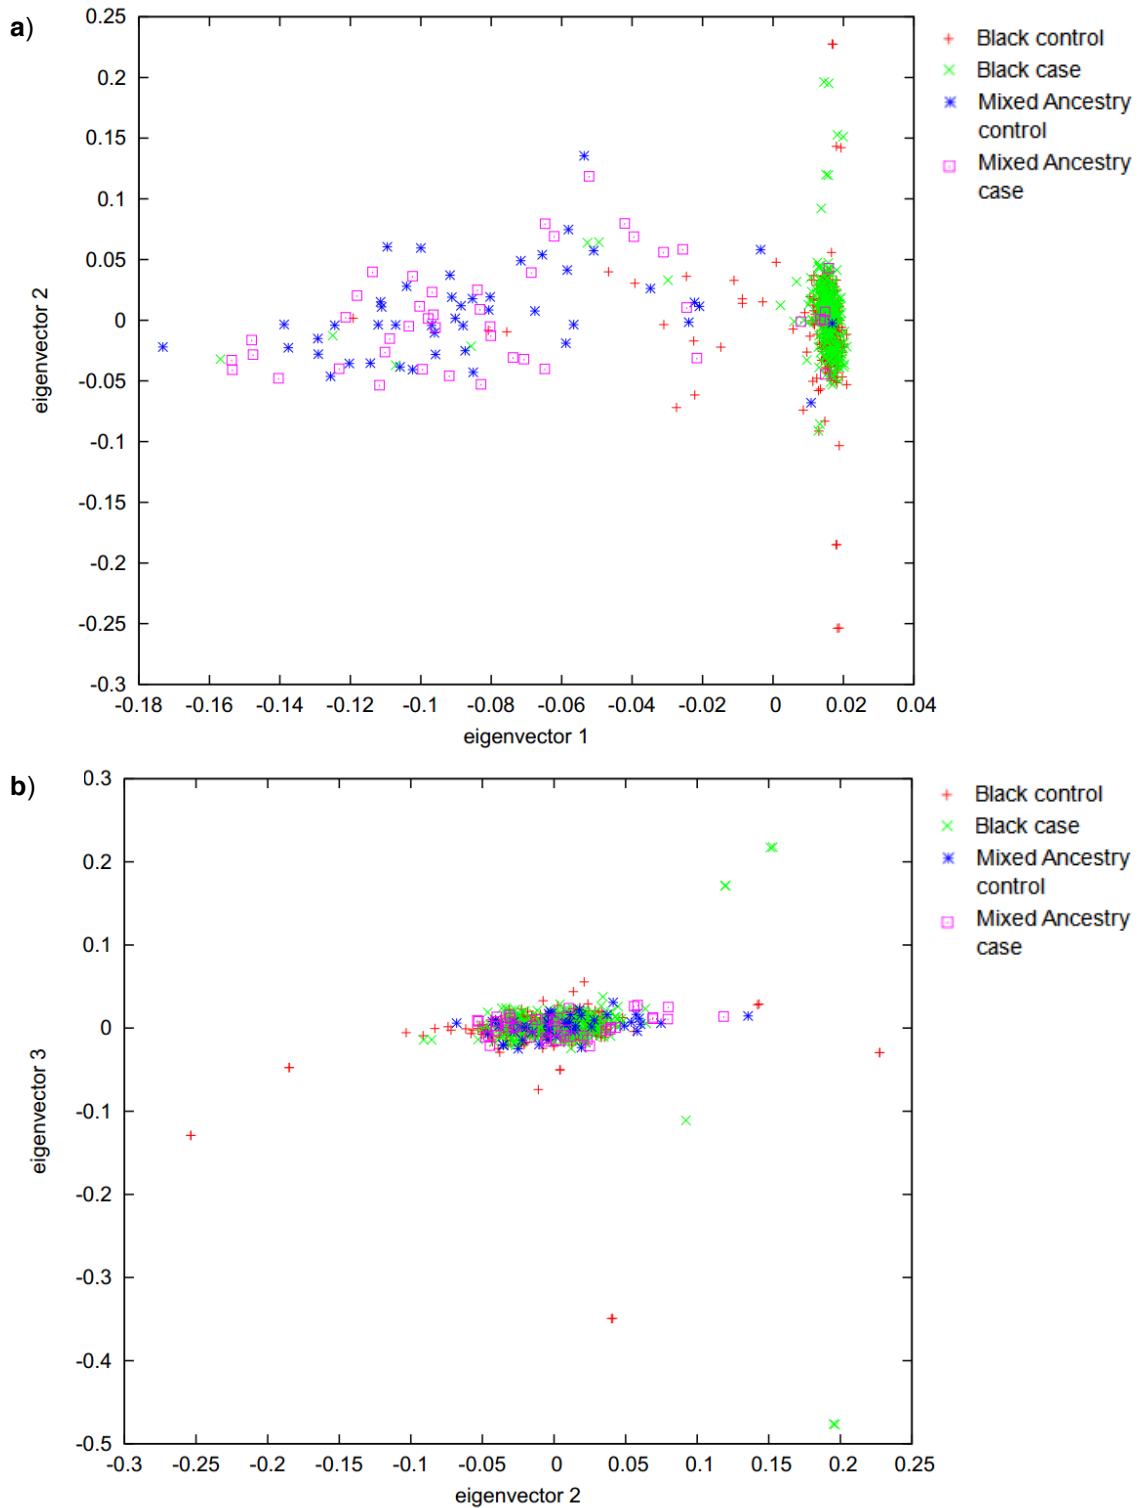 a)
0.25
0.2
0.15
0.1
0.05
0
-0.05
-0.1
-0.15
-0.2
-0.25
-0.3
eigenvector 2
-0.18 -0.16 -0.14 -0.12 -0.1 -0.08 -0.06 -0.04 -0.02 0 0.02 0.04
eigenvector 1
Black control
Black case
Mixed Ancestry
control
Mixed Ancestry
case
b)
0.3
0.2
0.1
0
-0.1
-0.2
-0.3
-0.4
-0.5
eigenvector 3
-0.3 -0.25 -0.2 -0.15 -0.1 -0.05 0 0.05 0.1 0.15 0.2 0.25
eigenvector 2
Black control
Black case
Mixed Ancestry
control
Mixed Ancestry
case